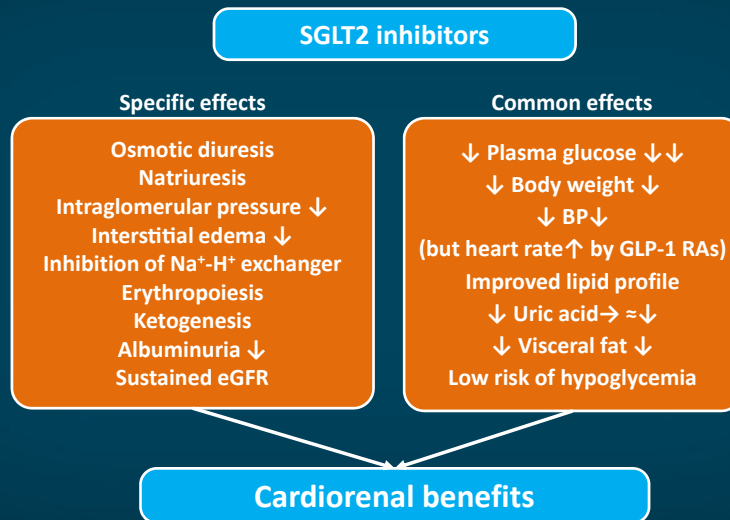 SGLT2 inhibitors
Specific effects
Osmotic diuresis
Natriuresis
Intraglomerular pressure ↓
Interstitial edema ↓
Inhibition of Na⁺-H⁺ exchanger
Erythropoiesis
Ketogenesis
Albuminuria ↓
Sustained eGFR
Common effects
↓ Plasma glucose ↓↓
↓ Body weight ↓
↓ BP↓
(but heart rate↑ by GLP-1 RAs)
Improved lipid profile
↓ Uric acid→ ≈↓
↓ Visceral fat ↓
Low risk of hypoglycemia
Cardiorenal benefits